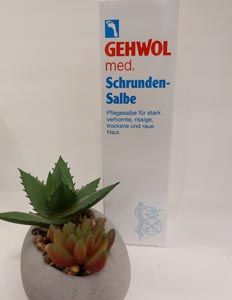 GEHWOL
med.
Schrunden-
Salbe
Pflegesalbe für stark
verhornte, rissige,
trockene und raue
Haut.